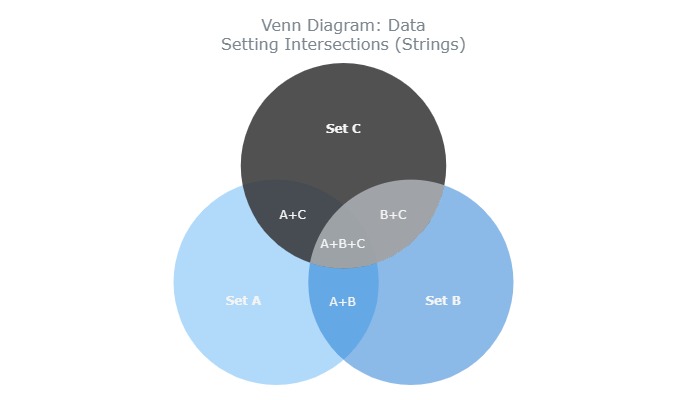 Venn Diagram: Data
Setting Intersections (Strings)
Set C
A+C
B+C
A+B+C
Set A
A+B
Set B